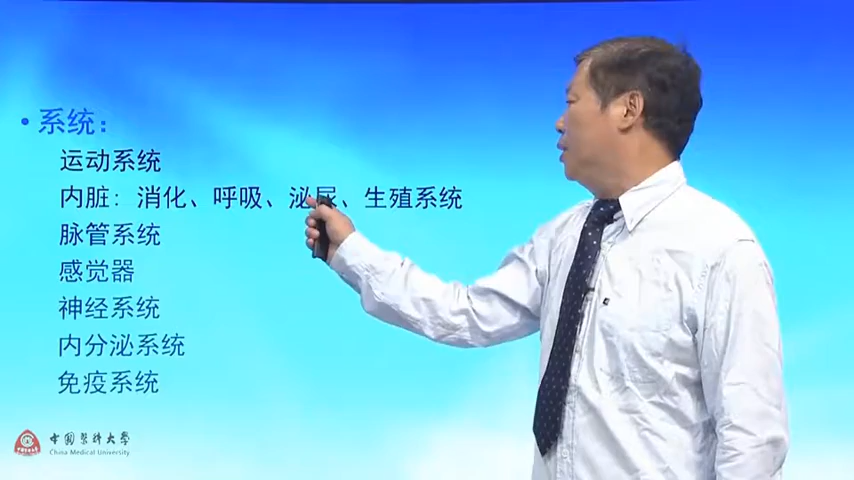 • 系统：
运动系统
内脏：消化、呼吸、泌尿、生殖系统
脉管系统
感觉器
神经系统
内分泌系统
免疫系统
中国医科大学
China Medical University